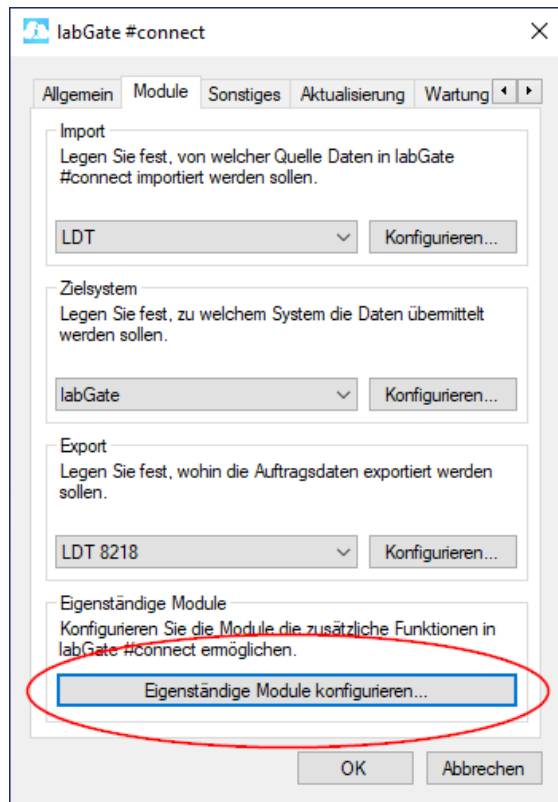 labGate #connect
Allgemein Module Sonstiges Aktualisierung Wartung
Import
Legen Sie fest, von welcher Quelle Daten in labGate
#connect importiert werden sollen.
LDT Konfigurieren...
Zielsystem
Legen Sie fest, zu welchem System die Daten übermittelt
werden sollen.
labGate Konfigurieren...
Export
Legen Sie fest, wohin die Auftragsdaten exportiert werden
sollen.
LDT 8218 Konfigurieren...
Eigenständige Module
Konfigurieren Sie die Module die zusätzliche Funktionen in
labGate #connect ermöglichen.
Eigenständige Module konfigurieren...
OK Abbrechen